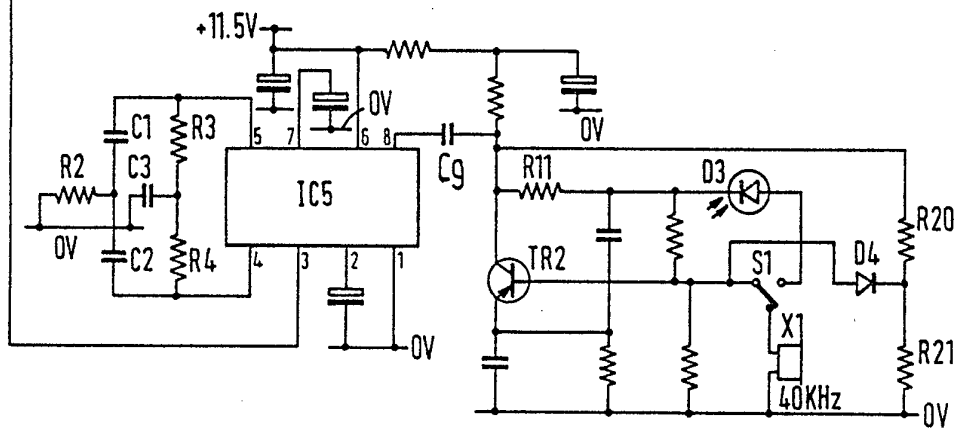 +11.5V
0V
0V
5 7 6 8
C1 R3
C9
R2 C3
IC5
R11 D3
R20
0V
C2 R4
4 3 2 1
TR2
S1 D4
X1
0V
R21
40KHz
0V